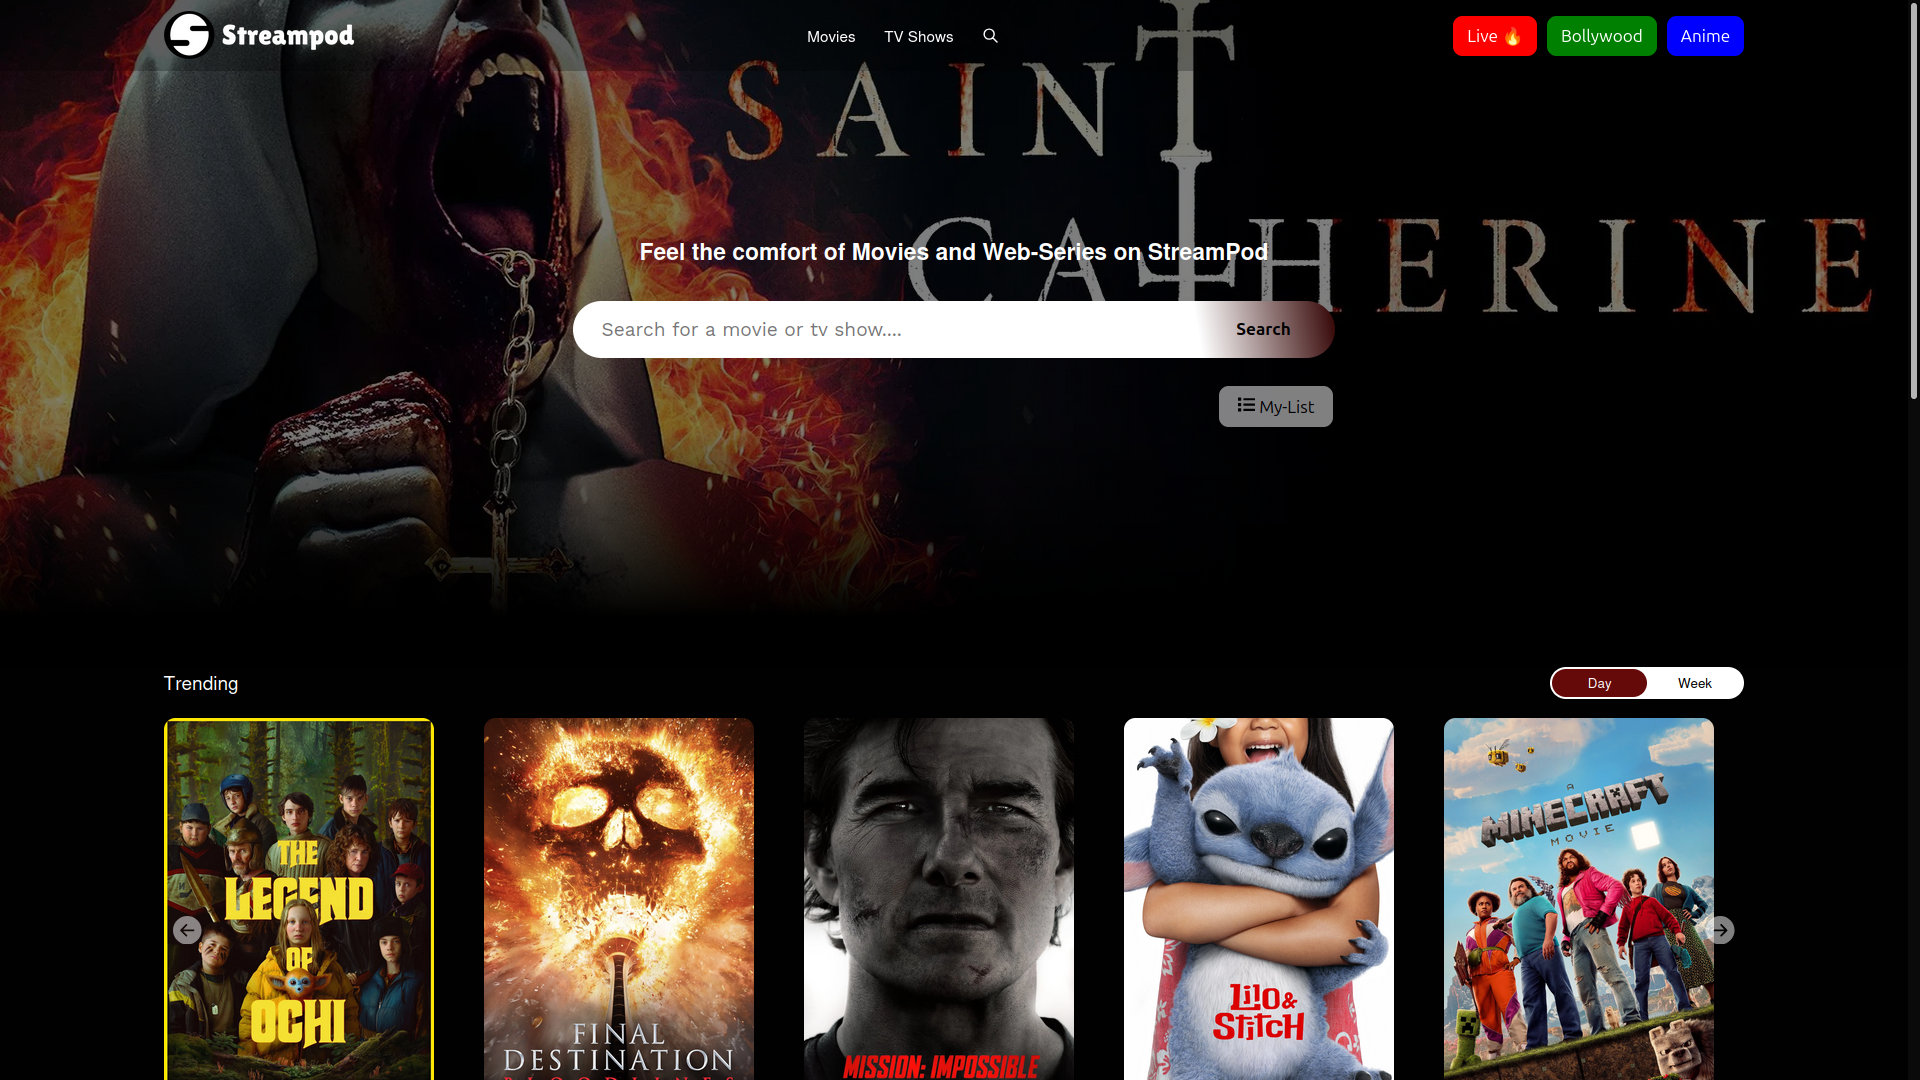 Streampod
Movies
TV Shows
Live 🔥
Bollywood
Anime
SAINT
CATHERINE
Feel the comfort of Movies and Web-Series on StreamPod
Search for a movie or tv show....
Search
My-List
Trending
Day
Week
THE
LEGEND
OF
OCHI
FINAL
DESTINATION
BLOODLINES
MISSION: IMPOSSIBLE
LiLO &
StitcH
A
MINECRAFT
MOVIE